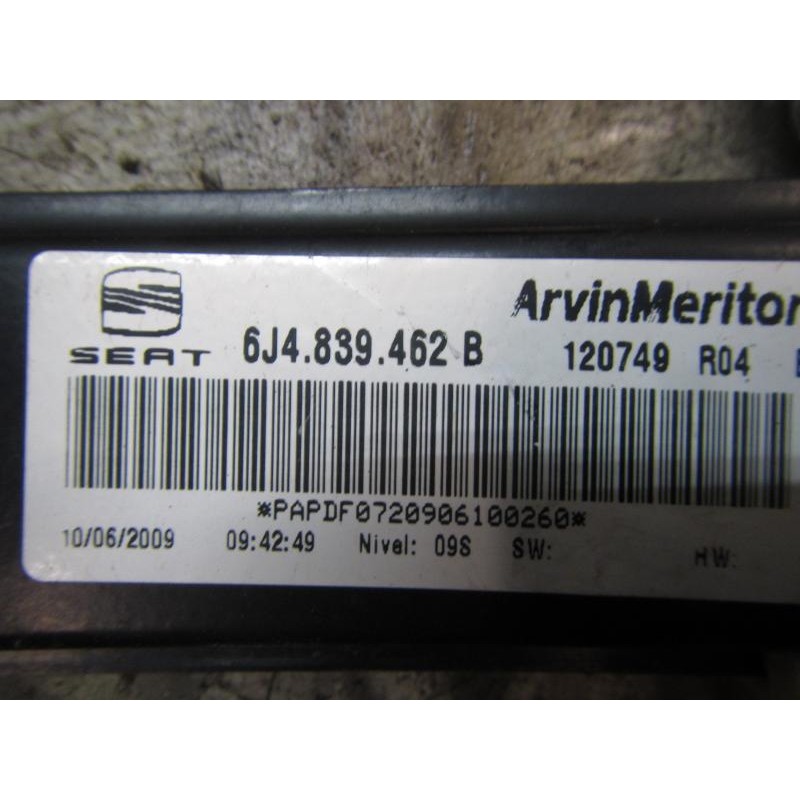 SEAT 6J4.839.462 B
ArvinMeritor
120749 R04
*PAPDF0720906100260*
10/06/2009 09:42:49 Nivel: 09S SW: HW: